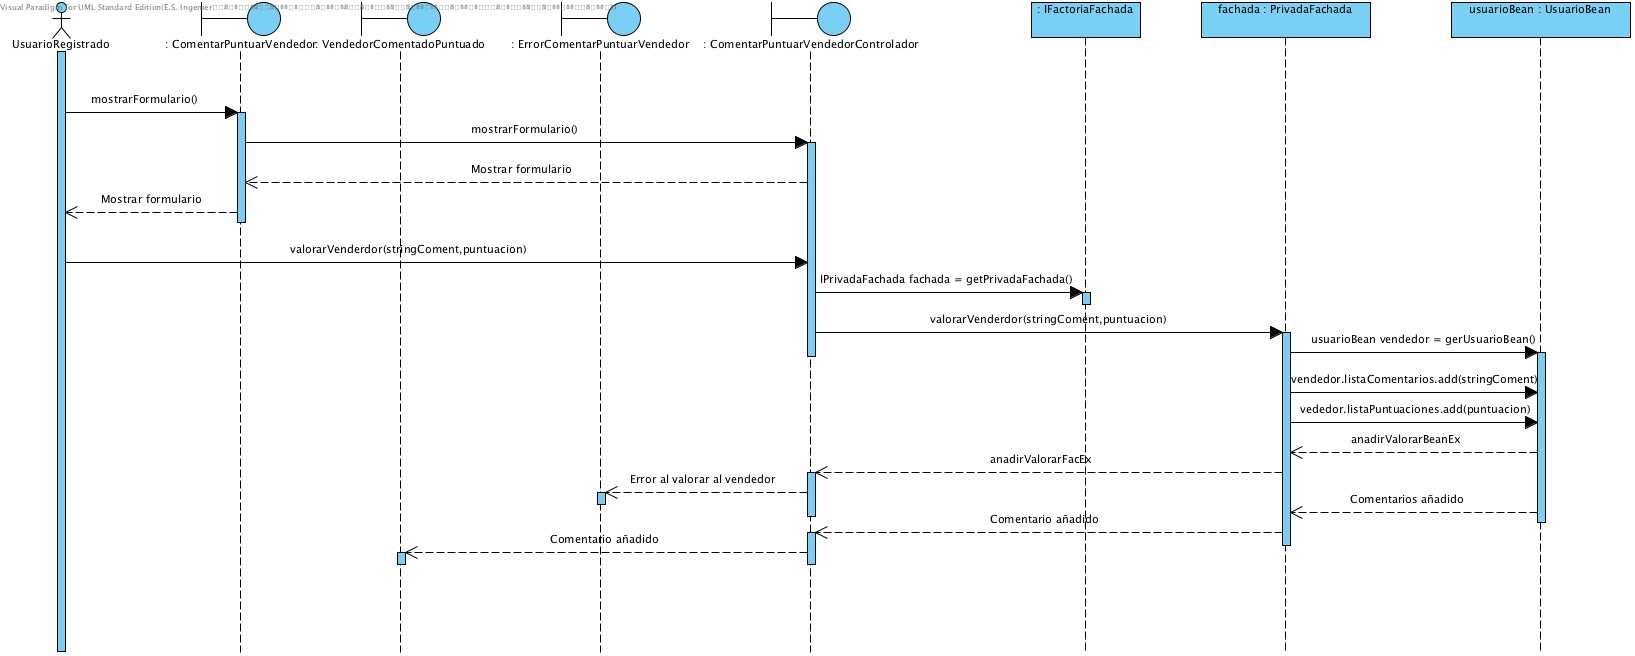 Visual Paradigm for UML Standard Edition(E.S. Ingenier
UsuarioRegistrado
: ComentarPuntuarVendedor
: VendedorComentadoPuntuado
: ErrorComentarPuntuarVendedor
: ComentarPuntuarVendedorControlador
: IFactoriaFachada
fachada : PrivadaFachada
usuarioBean : UsuarioBean
mostrarFormulario()
mostrarFormulario()
Mostrar formulario
Mostrar formulario
valorarVenderdor(stringComent,puntuacion)
IPrivadaFachada fachada = getPrivadaFachada()
valorarVenderdor(stringComent,puntuacion)
usuarioBean vendedor = gerUsuarioBean()
vendedor.listaComentarios.add(stringComent)
vededor.listaPuntuaciones.add(puntuacion)
anadirValorarBeanEx
anadirValorarFacEx
Error al valorar al vendedor
Comentarios añadido
Comentario añadido
Comentario añadido